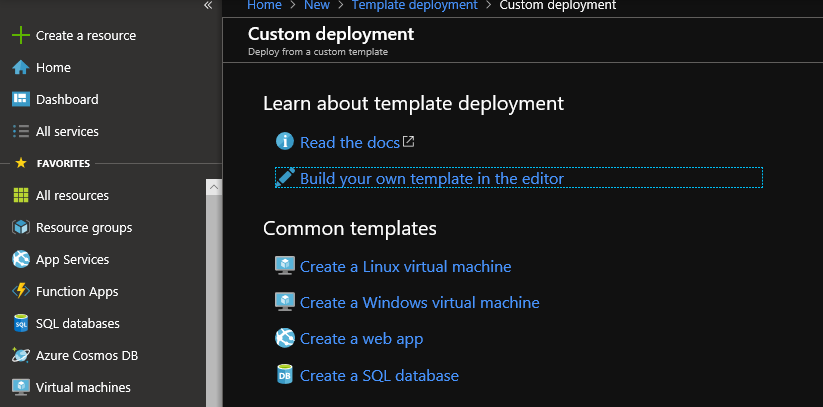 «
Create a resource
Home
Dashboard
All services
FAVORITES
All resources
Resource groups
App Services
Function Apps
SQL databases
Azure Cosmos DB
Virtual machines
Home > New > Template deployment > Custom deployment
Custom deployment
Deploy from a custom template
Learn about template deployment
Read the docs
Build your own template in the editor
Common templates
Create a Linux virtual machine
Create a Windows virtual machine
Create a web app
Create a SQL database